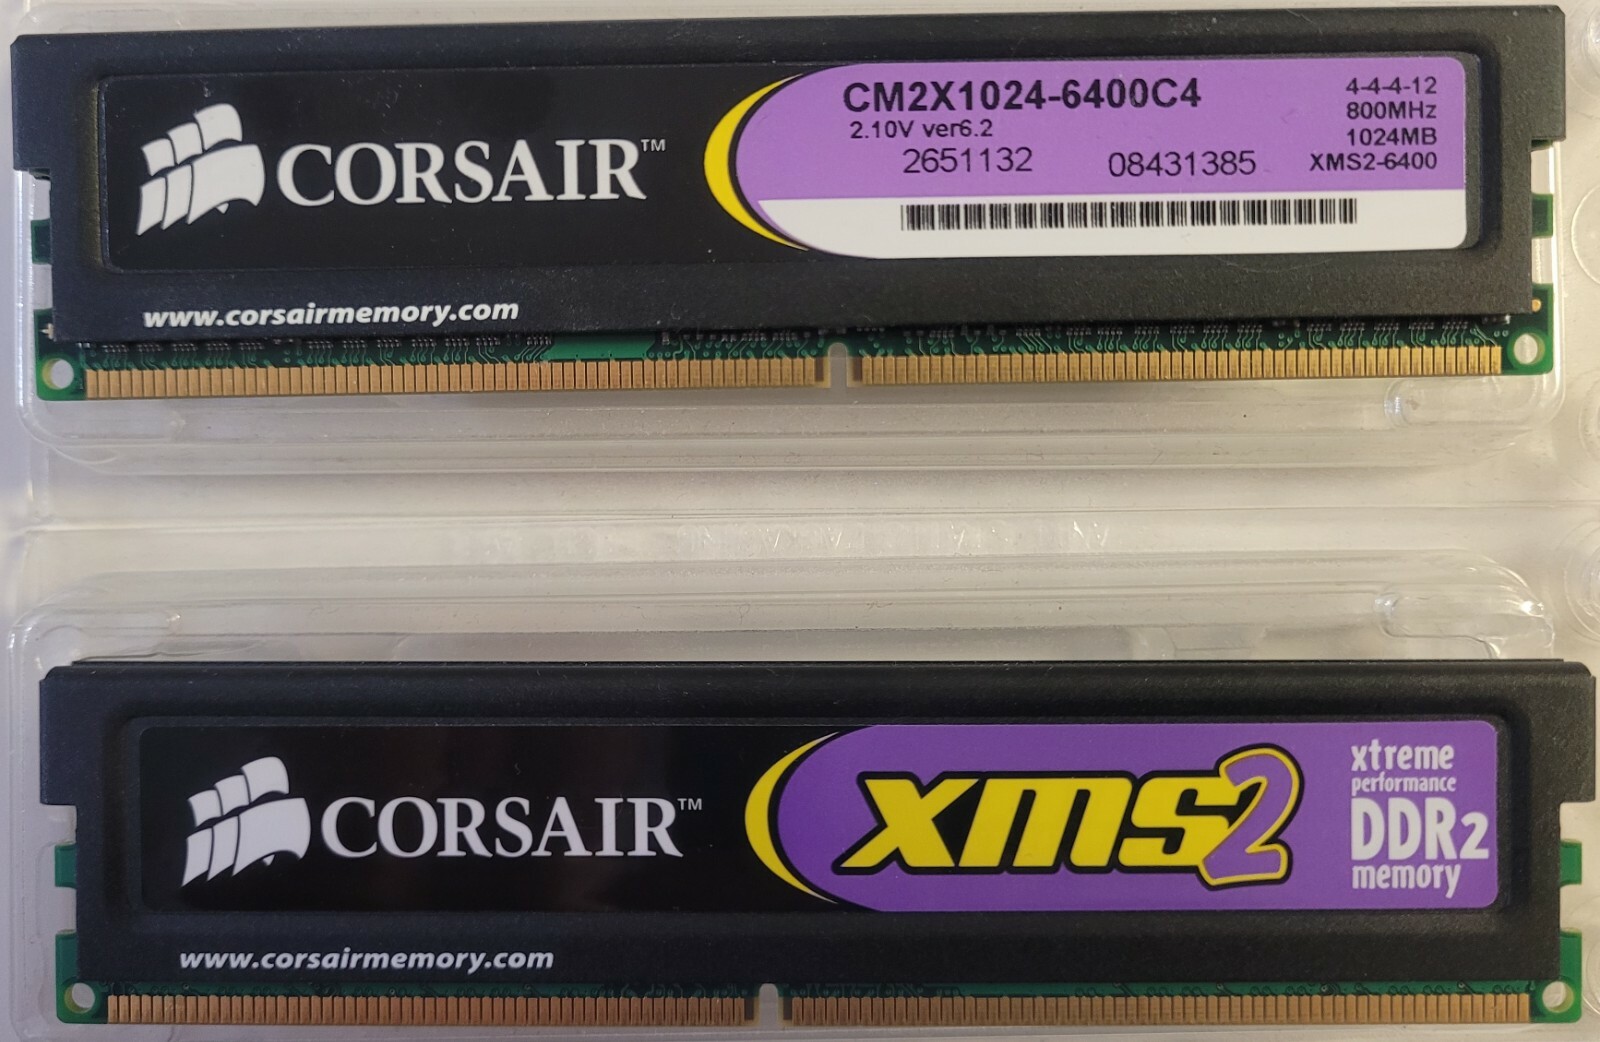 CORSAIR™
CM2X1024-6400C4
2.10V ver6.2
2651132 08431385
4-4-4-12
800MHz
1024MB
XMS2-6400
www.corsairmemory.com
CORSAIR™
xms2
xtreme
performance
DDR2
memory
www.corsairmemory.com